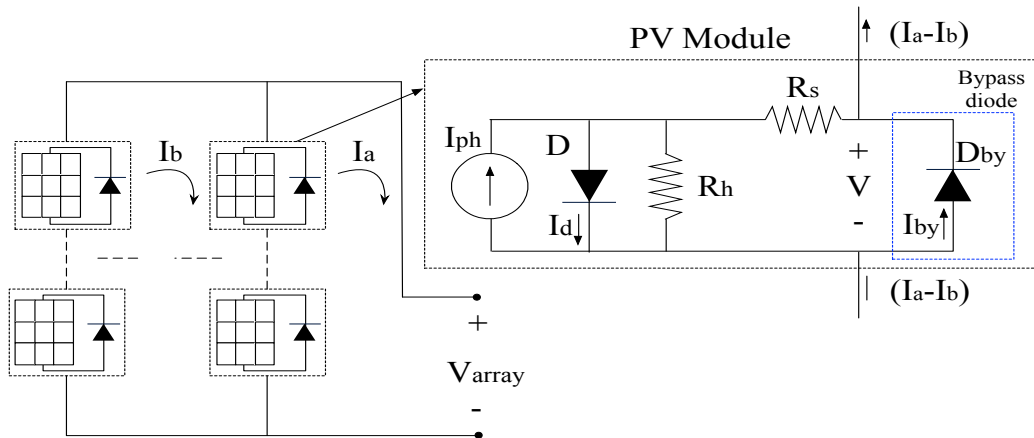 PV Module
(Ia-Ib)
Bypass
diode
Rs
Iph
D
Rh
Id
+
V
-
Dby
Iby
(Ia-Ib)
Ib
Ia
+
Varray
-